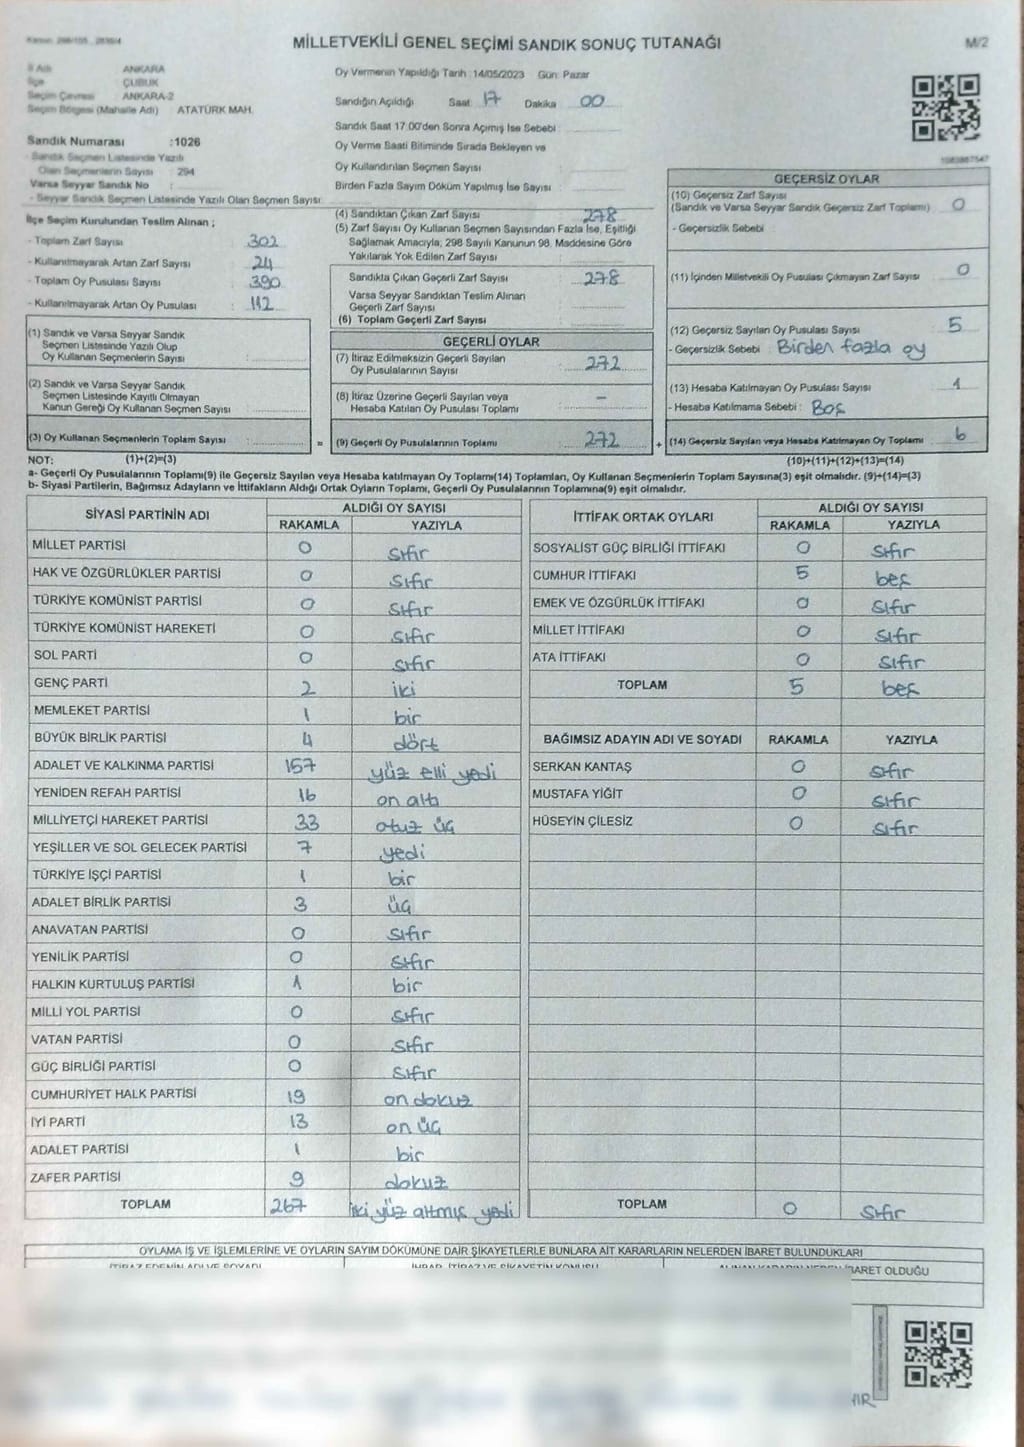 MİLLETVEKİLİ GENEL SEÇİMİ SANDIK SONUÇ TUTANAĞI
M/2
İl Adı ANKARA
İlçe ÇUBUK
Seçim Çevresi ANKARA-2
Seçim Bölgesi (Mahalle Adı) ATATÜRK MAH.
Sandık Numarası :1026
- Sandık Seçmen Listesinde Yazılı
Olan Seçmenlerin Sayısı : 294
Varsa Seyyar Sandık No :
- Seyyar Sandık Seçmen Listesinde Yazılı Olan Seçmen Sayısı:
Oy Vermenin Yapıldığı Tarih :14/05/2023 Gün: Pazar
Sandığın Açıldığı Saat 17 Dakika 00
Sandık Saat 17.00'den Sonra Açılmış İse Sebebi :
Oy Verme Saati Bitiminde Sırada Bekleyen ve
Oy Kullandırılan Seçmen Sayısı :
Birden Fazla Sayım Döküm Yapılmış İse Sayısı :
İlçe Seçim Kurulundan Teslim Alınan ;
- Toplam Zarf Sayısı : 302
- Kullanılmayarak Artan Zarf Sayısı : 24
- Toplam Oy Pusulası Sayısı : 390
- Kullanılmayarak Artan Oy Pusulası : 112
(1) Sandık ve Varsa Seyyar Sandık
Seçmen Listesinde Yazılı Olup
Oy Kullanan Seçmenlerin Sayısı :
(2) Sandık ve Varsa Seyyar Sandık
Seçmen Listesinde Kayıtlı Olmayan
Kanun Gereği Oy Kullanan Seçmen Sayısı :
(3) Oy Kullanan Seçmenlerin Toplam Sayısı :
(4) Sandıktan Çıkan Zarf Sayısı : 278
(5) Zarf Sayısı Oy Kullanan Seçmen Sayısından Fazla İse, Eşitliği
Sağlamak Amacıyla; 298 Sayılı Kanunun 98. Maddesine Göre
Yakılarak Yok Edilen Zarf Sayısı :
Sandıkta Çıkan Geçerli Zarf Sayısı : 278
Varsa Seyyar Sandıktan Teslim Alınan
Geçerli Zarf Sayısı :
(6) Toplam Geçerli Zarf Sayısı :
GEÇERLİ OYLAR
(7) İtiraz Edilmeksizin Geçerli Sayılan
Oy Pusulalarının Sayısı : 272
(8) İtiraz Üzerine Geçerli Sayılan veya
Hesaba Katılan Oy Pusulası Toplamı : –
= (9) Geçerli Oy Pusulalarının Toplamı : 272
GEÇERSİZ OYLAR
(10) Geçersiz Zarf Sayısı
(Sandık ve Varsa Seyyar Sandık Geçersiz Zarf Toplamı) : 0
- Geçersizlik Sebebi :
(11) İçinden Milletvekili Oy Pusulası Çıkmayan Zarf Sayısı : 0
(12) Geçersiz Sayılan Oy Pusulası Sayısı : 5
- Geçersizlik Sebebi : Birden fazla oy
(13) Hesaba Katılmayan Oy Pusulası Sayısı : 1
- Hesaba Katılmama Sebebi : Boş
+ (14) Geçersiz Sayılan veya Hesaba Katılmayan Oy Toplamı : 6
NOT: (1)+(2)=(3) (10)+(11)+(12)+(13)=(14)
a- Geçerli Oy Pusulalarının Toplamı(9) ile Geçersiz Sayılan veya Hesaba katılmayan Oy Toplamı(14) Toplamları, Oy Kullanan Seçmenlerin Toplam Sayısına(3) eşit olmalıdır. (9)+(14)=(3)
b- Siyasi Partilerin, Bağımsız Adayların ve İttifakların Aldığı Ortak Oyların Toplamı, Geçerli Oy Pusulalarının Toplamına(9) eşit olmalıdır.
SİYASİ PARTİNİN ADI ALDIĞI OY SAYISI
RAKAMLA YAZIYLA
MİLLET PARTİSİ 0 sıfır
HAK VE ÖZGÜRLÜKLER PARTİSİ 0 sıfır
TÜRKİYE KOMÜNİST PARTİSİ 0 sıfır
TÜRKİYE KOMÜNİST HAREKETİ 0 sıfır
SOL PARTİ 0 sıfır
GENÇ PARTİ 2 iki
MEMLEKET PARTİSİ 1 bir
BÜYÜK BİRLİK PARTİSİ 4 dört
ADALET VE KALKINMA PARTİSİ 157 yüz elli yedi
YENİDEN REFAH PARTİSİ 16 on altı
MİLLİYETÇİ HAREKET PARTİSİ 33 otuz üç
YEŞİLLER VE SOL GELECEK PARTİSİ 7 yedi
TÜRKİYE İŞÇİ PARTİSİ 1 bir
ADALET BİRLİK PARTİSİ 3 üç
ANAVATAN PARTİSİ 0 sıfır
YENİLİK PARTİSİ 0 sıfır
HALKIN KURTULUŞ PARTİSİ 1 bir
MİLLİ YOL PARTİSİ 0 sıfır
VATAN PARTİSİ 0 sıfır
GÜÇ BİRLİĞİ PARTİSİ 0 sıfır
CUMHURİYET HALK PARTİSİ 19 on dokuz
İYİ PARTİ 13 on üç
ADALET PARTİSİ 1 bir
ZAFER PARTİSİ 9 dokuz
TOPLAM 267 iki yüz altmış yedi
İTTİFAK ORTAK OYLARI ALDIĞI OY SAYISI
RAKAMLA YAZIYLA
SOSYALİST GÜÇ BİRLİĞİ İTTİFAKI 0 sıfır
CUMHUR İTTİFAKI 5 beş
EMEK VE ÖZGÜRLÜK İTTİFAKI 0 sıfır
MİLLET İTTİFAKI 0 sıfır
ATA İTTİFAKI 0 sıfır
TOPLAM 5 beş
BAĞIMSIZ ADAYIN ADI VE SOYADI RAKAMLA YAZIYLA
SERKAN KANTAŞ 0 sıfır
MUSTAFA YİĞİT 0 sıfır
HÜSEYİN ÇİLESİZ 0 sıfır
TOPLAM 0 sıfır
OYLAMA İŞ VE İŞLEMLERİNE VE OYLARIN SAYIM DÖKÜMÜNE DAİR ŞİKAYETLERLE BUNLARA AİT KARARLARIN NELERDEN İBARET BULUNDUKLARI
İTİRAZ EDENİN ADI VE SOYADI İHBAR, İTİRAZ VE ŞİKAYETİN KONUSU ALINAN KARARIN NEDEN İBARET OLDUĞU